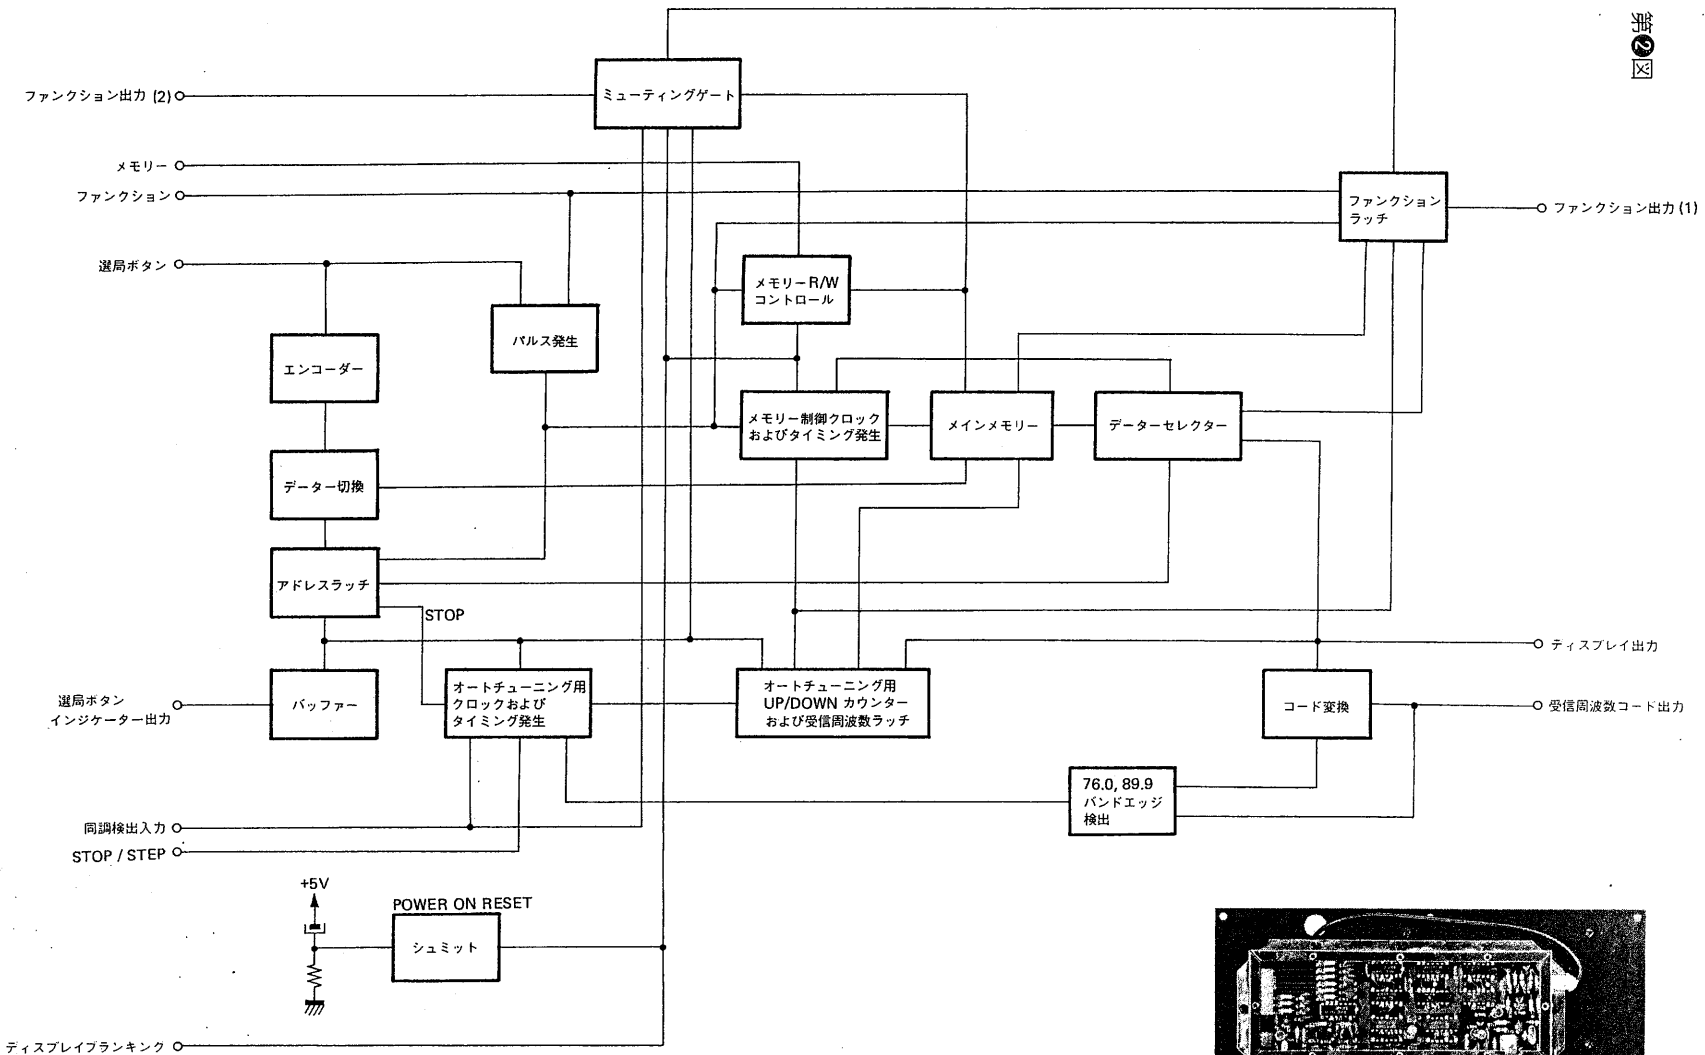 第❷図
ファンクション出力 (2)
ミューティングゲート
メモリー
ファンクション
ファンクション
ラッチ
ファンクション出力 (1)
選局ボタン
メモリー R/W
コントロール
パルス発生
エンコーダー
メモリー制御クロック
およびタイミング発生
メインメモリー
データーセレクター
データー切換
アドレスラッチ
STOP
ディスプレイ出力
選局ボタン
インジケーター出力
バッファー
オートチューニング用
クロックおよび
タイミング発生
オートチューニング用
UP/DOWN カウンター
および受信周波数ラッチ
コード変換
受信周波数コード出力
76.0, 89.9
バンドエッジ
検出
同調検出入力
STOP / STEP
+5V
POWER ON RESET
シュミット
ディスプレイブランキング